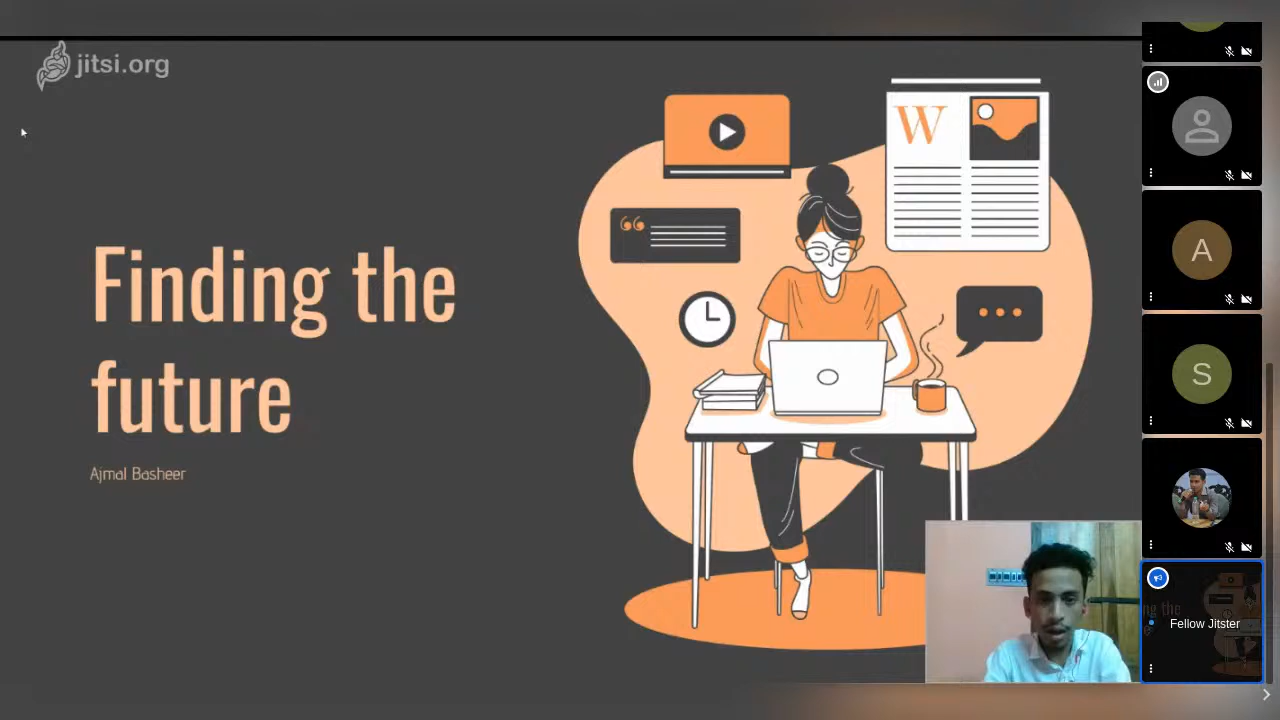 jitsi.org
W
Finding the
future
Ajmal Basheer
A
S
Fellow Jitster